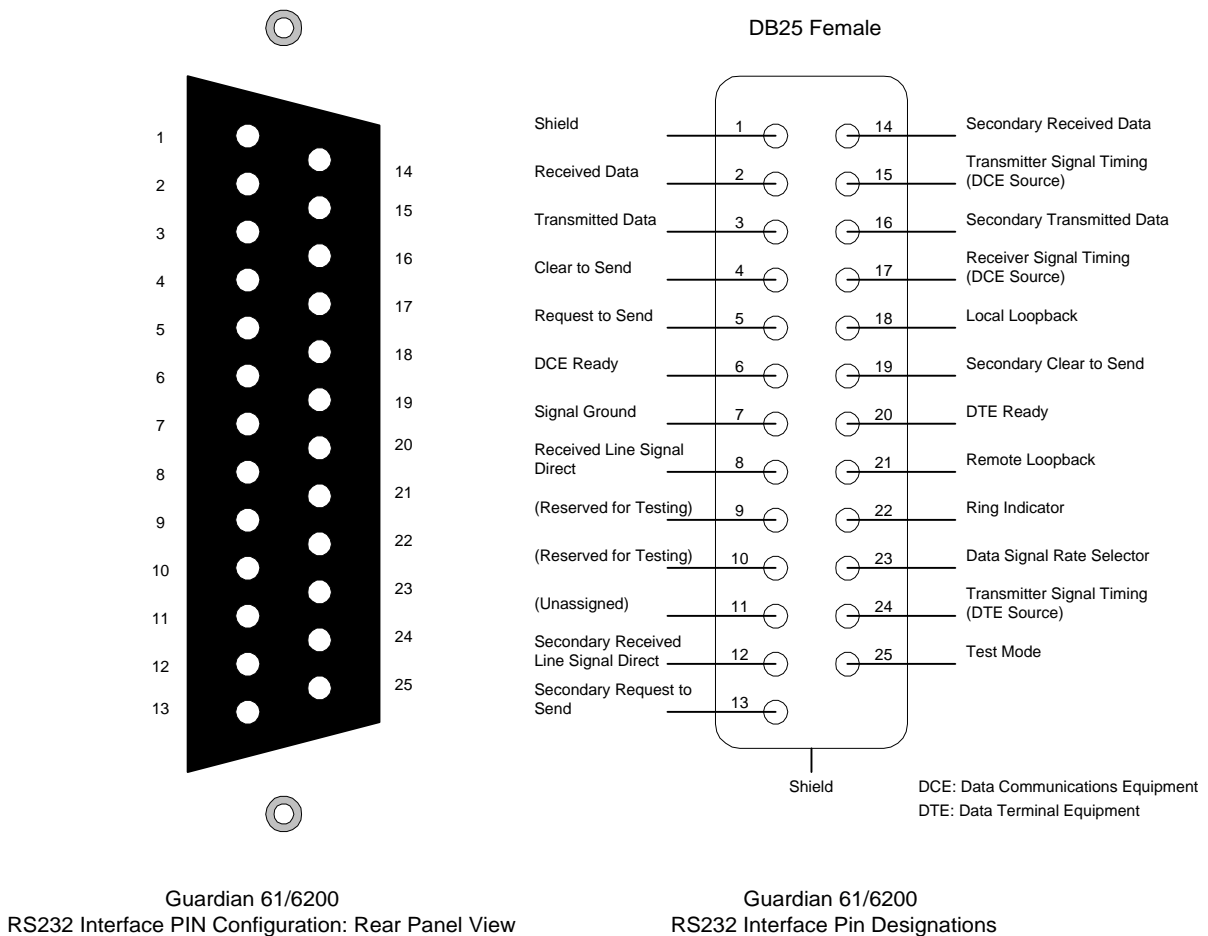 DB25 Female
1
2
3
4
5
6
7
8
9
10
11
12
13
14
15
16
17
18
19
20
21
22
23
24
25
Shield
1
Received Data
2
Transmitted Data
3
Clear to Send
4
Request to Send
5
DCE Ready
6
Signal Ground
7
Received Line Signal
Direct
8
(Reserved for Testing)
9
(Reserved for Testing)
10
(Unassigned)
11
Secondary Received
Line Signal Direct
12
Secondary Request to
Send
13
14
Secondary Received Data
15
Transmitter Signal Timing
(DCE Source)
16
Secondary Transmitted Data
17
Receiver Signal Timing
(DCE Source)
18
Local Loopback
19
Secondary Clear to Send
20
DTE Ready
21
Remote Loopback
22
Ring Indicator
23
Data Signal Rate Selector
24
Transmitter Signal Timing
(DTE Source)
25
Test Mode
Shield
DCE: Data Communications Equipment
DTE: Data Terminal Equipment
Guardian 61/6200
RS232 Interface PIN Configuration: Rear Panel View
Guardian 61/6200
RS232 Interface Pin Designations